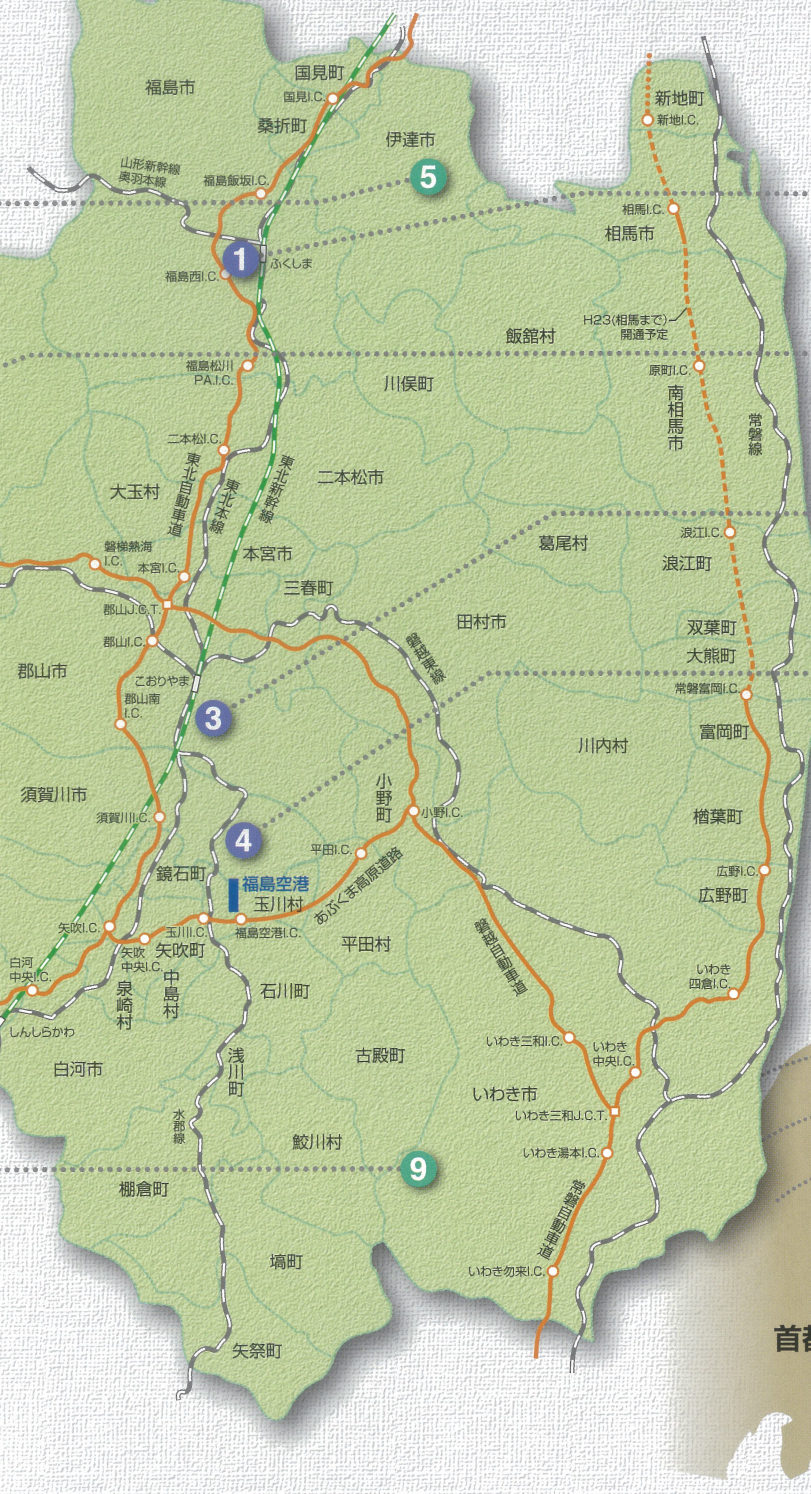 福島市
国見町
国見I.C.
桑折町
伊達市
新地町
新地I.C.
山形新幹線
奥羽本線
福島飯坂I.C.
5
相馬I.C.
相馬市
1
ふくしま
福島西I.C.
H23(相馬まで)
開通予定
飯舘村
福島松川
P.A.I.C.
川俣町
原町I.C.
南相馬市
常磐線
二本松I.C.
東北自動車道
東北本線
東北新幹線
二本松市
大玉村
浪江I.C.
葛尾村
浪江町
磐梯熱海
I.C.
本宮I.C.
本宮市
三春町
郡山J.C.T.
田村市
双葉町
大熊町
郡山I.C.
磐越東線
郡山市
こおりやま
郡山南
I.C.
常磐富岡I.C.
3
富岡町
川内村
須賀川市
小野町
小野I.C.
楢葉町
須賀川I.C.
4
平田I.C.
あぶくま高原道路
広野I.C.
広野町
鏡石町
福島空港
玉川村
矢吹I.C.
玉川I.C.
福島空港I.C.
矢吹
中央I.C.
矢吹町
平田村
磐越自動車道
白河
中央I.C.
泉崎村
中島村
石川町
いわき
四倉I.C.
しんしらかわ
白河市
浅川町
古殿町
いわき三和I.C.
いわき
中央I.C.
いわき市
いわき三和J.C.T.
水郡線
鮫川村
いわき湯本I.C.
9
棚倉町
常磐自動車道
塙町
いわき勿来I.C.
矢祭町
首